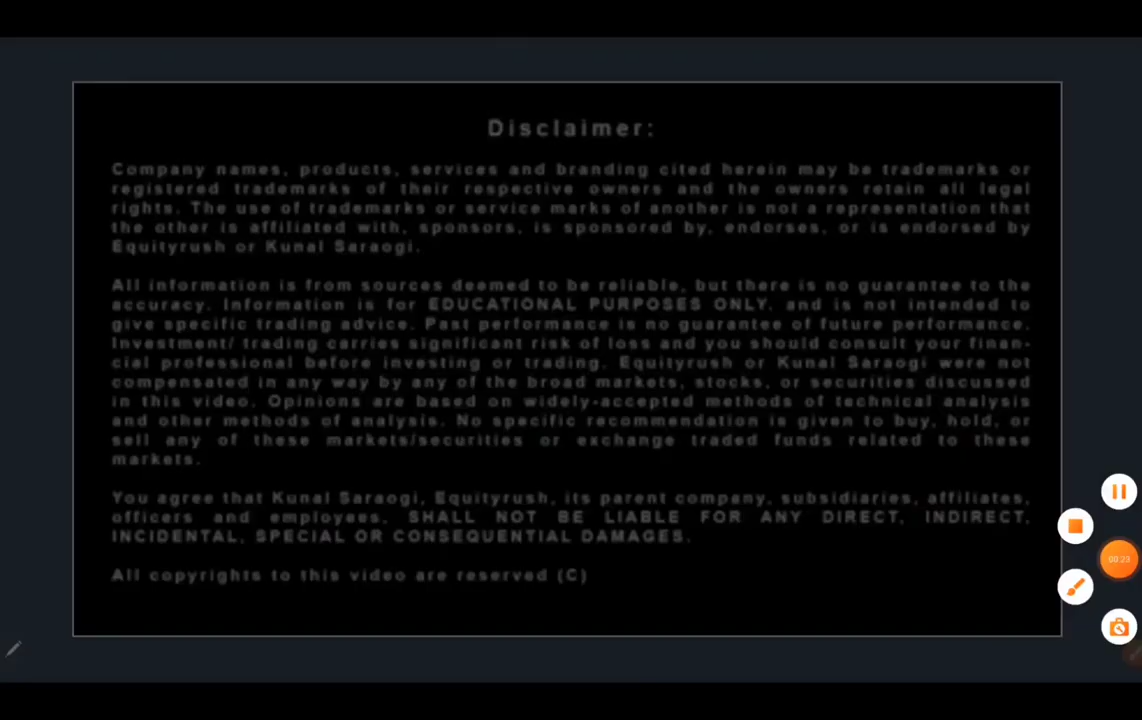 Disclaimer:
Company names, products, services and branding cited herein may be trademarks or
registered trademarks of their respective owners and the owners retain all legal
rights. The use of trademarks or service marks of another is not a representation that
the other is affiliated with, sponsors, is sponsored by, endorses, or is endorsed by
Equityrush or Kunal Saraogi.
All information is from sources deemed to be reliable, but there is no guarantee to the
accuracy. Information is for EDUCATIONAL PURPOSES ONLY, and is not intended to
give specific trading advice. Past performance is no guarantee of future performance.
Investment/ trading carries significant risk of loss and you should consult your finan-
cial professional before investing or trading. Equityrush or Kunal Saraogi were not
compensated in any way by any of the broad markets, stocks, or securities discussed
in this video. Opinions are based on widely-accepted methods of technical analysis
and other methods of analysis. No specific recommendation is given to buy, hold, or
sell any of these markets/securities or exchange traded funds related to these
markets.
You agree that Kunal Saraogi, Equityrush, its parent company, subsidiaries, affiliates,
officers and employees, SHALL NOT BE LIABLE FOR ANY DIRECT, INDIRECT,
INCIDENTAL, SPECIAL OR CONSEQUENTIAL DAMAGES.
All copyrights to this video are reserved (C)
00:23